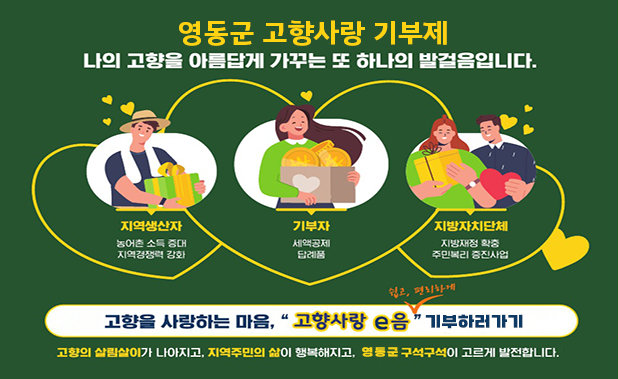 영동군 고향사랑 기부제
나의 고향을 아름답게 가꾸는 또 하나의 발걸음입니다.
지역생산자
농어촌 소득 증대
지역경쟁력 강화
기부자
세액공제
답례품
지방자치단체
지방재정 확충
주민복리 증진사업
쉽고, 편리하게
고향을 사랑하는 마음, “ 고향사랑 e음 ” 기부하러가기
고향의 살림살이가 나아지고, 지역주민의 삶이 행복해지고, 영동군 구석구석이 고르게 발전합니다.